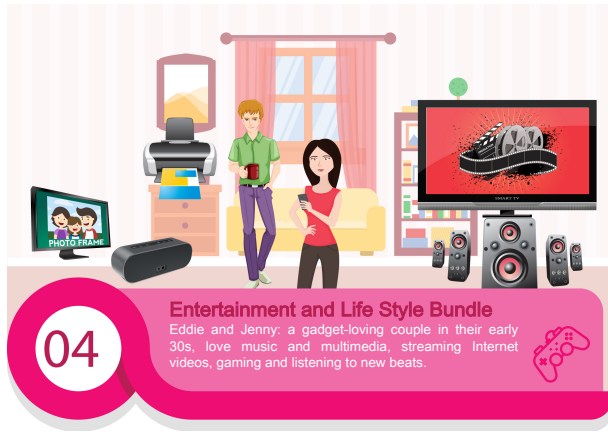 SMART TV
PHOTO FRAME
04
Entertainment and Life Style Bundle
Eddie and Jenny: a gadget-loving couple in their early
30s, love music and multimedia, streaming Internet
videos, gaming and listening to new beats.